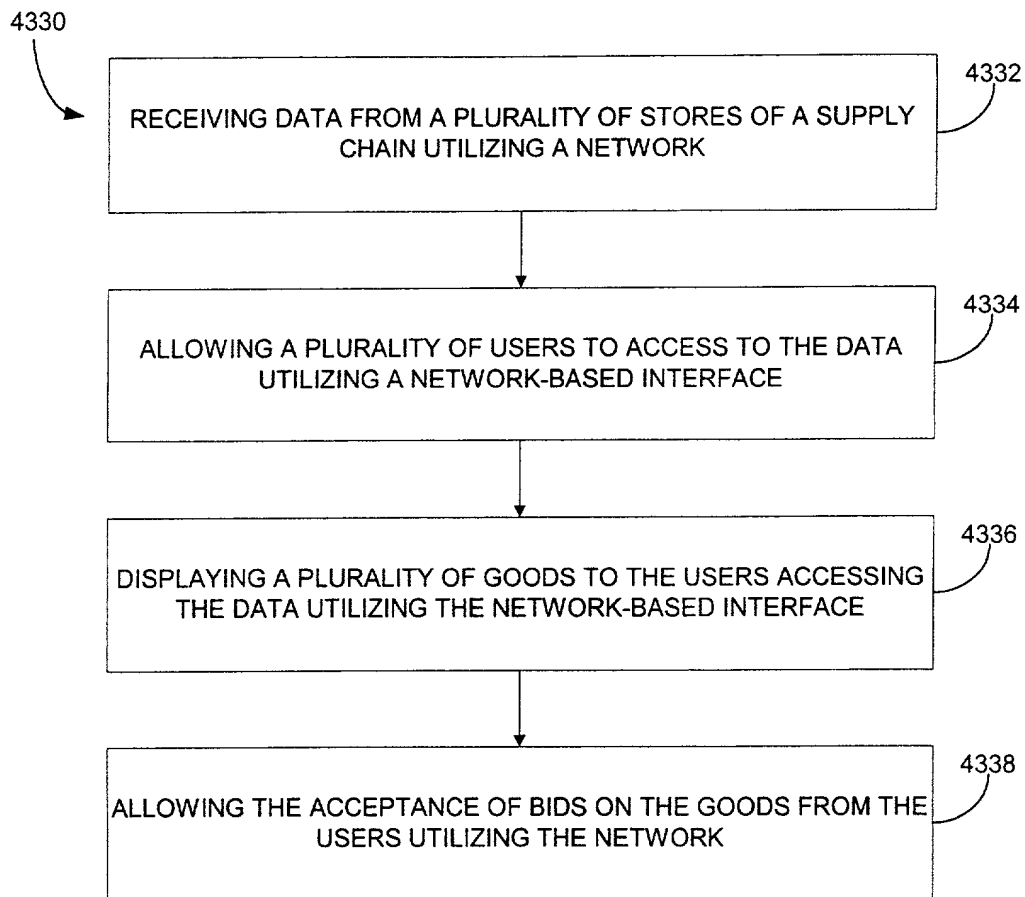 4330
4332
RECEIVING DATA FROM A PLURALITY OF STORES OF A SUPPLY
CHAIN UTILIZING A NETWORK
4334
ALLOWING A PLURALITY OF USERS TO ACCESS TO THE DATA
UTILIZING A NETWORK-BASED INTERFACE
4336
DISPLAYING A PLURALITY OF GOODS TO THE USERS ACCESSING
THE DATA UTILIZING THE NETWORK-BASED INTERFACE
4338
ALLOWING THE ACCEPTANCE OF BIDS ON THE GOODS FROM THE
USERS UTILIZING THE NETWORK